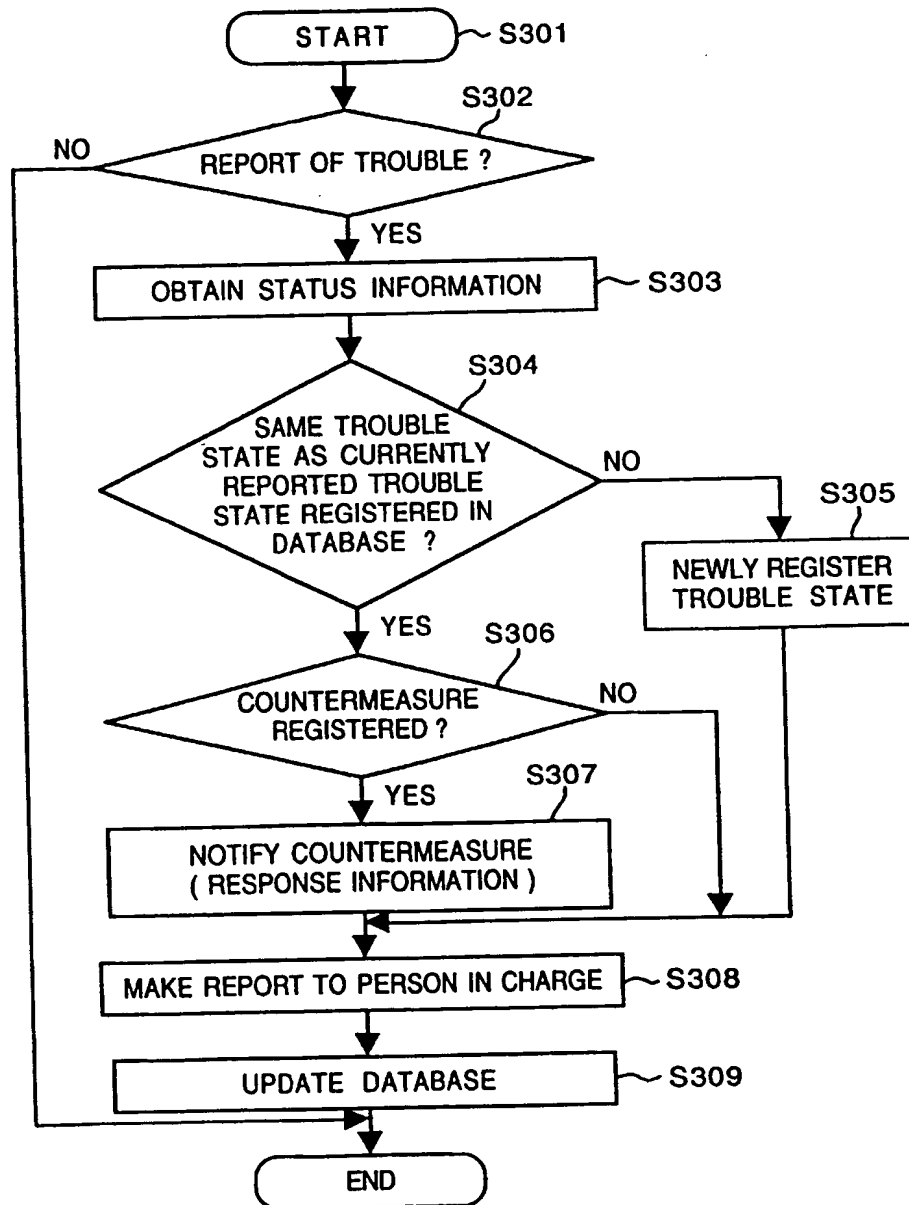 START
S301
S302
NO
REPORT OF TROUBLE ?
YES
OBTAIN STATUS INFORMATION
S303
S304
SAME TROUBLE
STATE AS CURRENTLY
REPORTED TROUBLE
STATE REGISTERED IN
DATABASE ?
NO
S305
NEWLY REGISTER
TROUBLE STATE
YES
S306
COUNTERMEASURE
REGISTERED ?
NO
YES
S307
NOTIFY COUNTERMEASURE
( RESPONSE INFORMATION )
MAKE REPORT TO PERSON IN CHARGE
S308
UPDATE DATABASE
S309
END